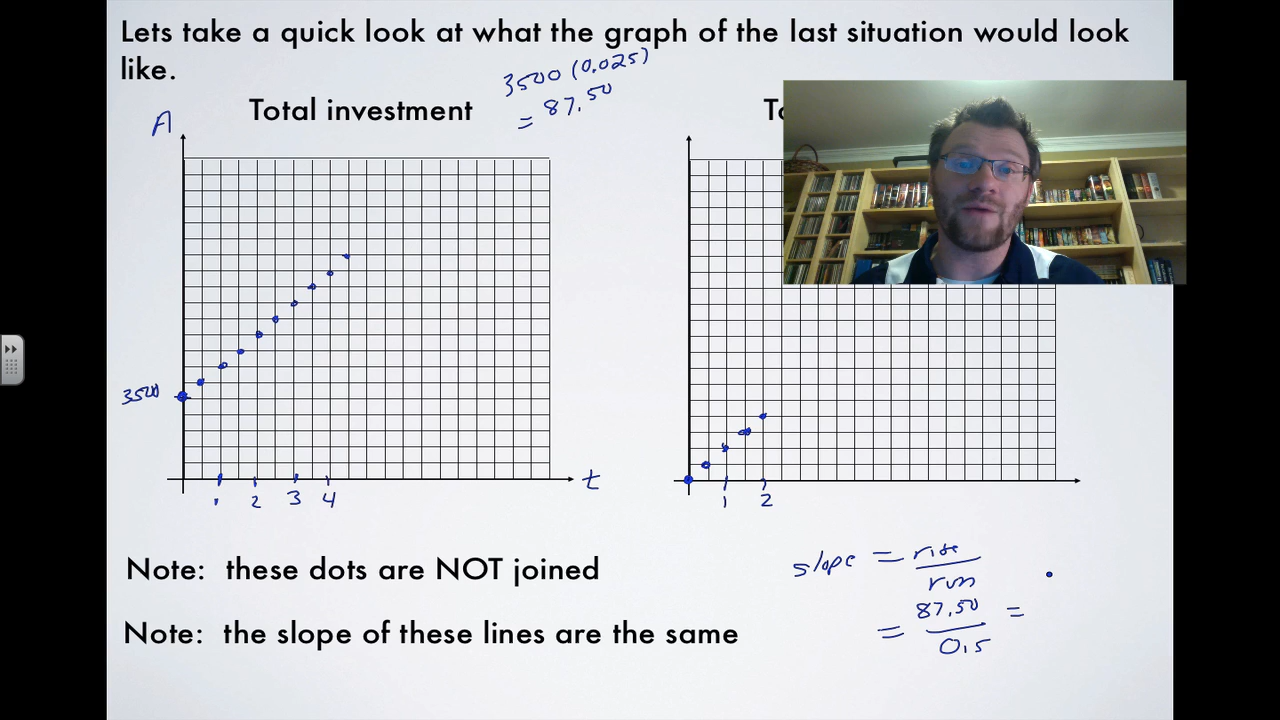 Lets take a quick look at what the graph of the last situation would look
like.
3500 (0.025)
= 87.50
Total investment
A
3500
1 2 3 4
t
1 2
Note: these dots are NOT joined
Note: the slope of these lines are the same
slope = rise
run
= 87.50 =
0.5